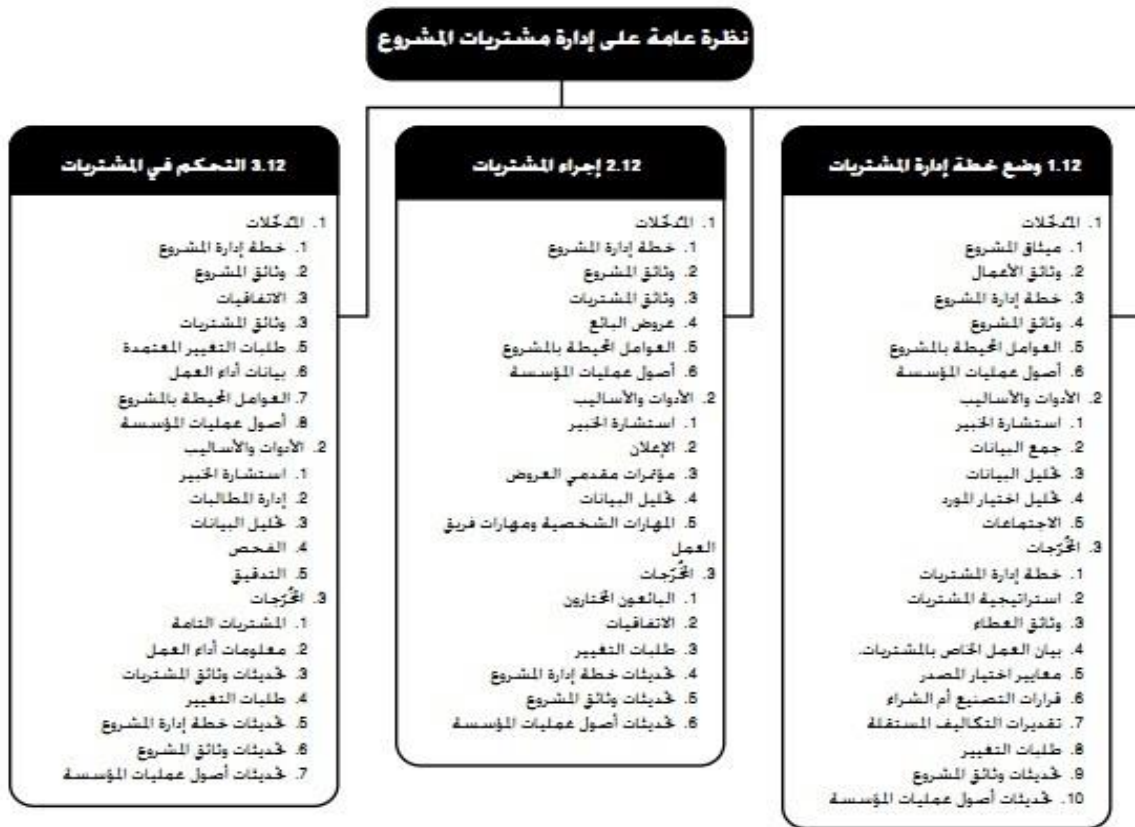 نظرة عامة على إدارة مشتريات المشروع
1.12 وضع خطة إدارة المشتريات
1. المُدخَلات
1. ميثاق المشروع
2. وثائق الأعمال
3. خطة إدارة المشروع
4. وثائق المشروع
5. العوامل المحيطة بالمشروع
6. أصول عمليات المؤسسة
2. الأدوات والأساليب
1. استشارة الخبير
2. جمع البيانات
3. تحليل البيانات
4. تحليل اختيار المورد
5. الاجتماعات
3. المُخرَجات
1. خطة إدارة المشتريات
2. استراتيجية المشتريات
3. وثائق العطاء
4. بيان العمل الخاص بالمشتريات.
5. معايير اختيار المصدر
6. قرارات التصنيع أم الشراء
7. تقديرات التكاليف المستقلة
8. طلبات التغيير
9. تحديثات وثائق المشروع
10. تحديثات أصول عمليات المؤسسة
2.12 إجراء المشتريات
1. المُدخَلات
1. خطة إدارة المشروع
2. وثائق المشروع
3. وثائق المشتريات
4. عروض البائع
5. العوامل المحيطة بالمشروع
6. أصول عمليات المؤسسة
2. الأدوات والأساليب
1. استشارة الخبير
2. الإعلان
3. مؤتمرات مقدمي العروض
4. تحليل البيانات
5. المهارات الشخصية ومهارات فريق
العمل
3. المُخرَجات
1. البائعون المختارون
2. الاتفاقيات
3. طلبات التغيير
4. تحديثات خطة إدارة المشروع
5. تحديثات وثائق المشروع
6. تحديثات أصول عمليات المؤسسة
3.12 التحكم في المشتريات
1. المُدخَلات
1. خطة إدارة المشروع
2. وثائق المشروع
3. الاتفاقيات
3. وثائق المشتريات
5. طلبات التغيير المعتمدة
6. بيانات أداء العمل
7. العوامل المحيطة بالمشروع
8. أصول عمليات المؤسسة
2. الأدوات والأساليب
1. استشارة الخبير
2. إدارة المطالبات
3. تحليل البيانات
4. الفحص
5. التدقيق
3. المُخرَجات
1. المشتريات التامة
2. معلومات أداء العمل
3. تحديثات وثائق المشتريات
4. طلبات التغيير
5. تحديثات خطة إدارة المشروع
6. تحديثات وثائق المشروع
7. تحديثات أصول عمليات المؤسسة